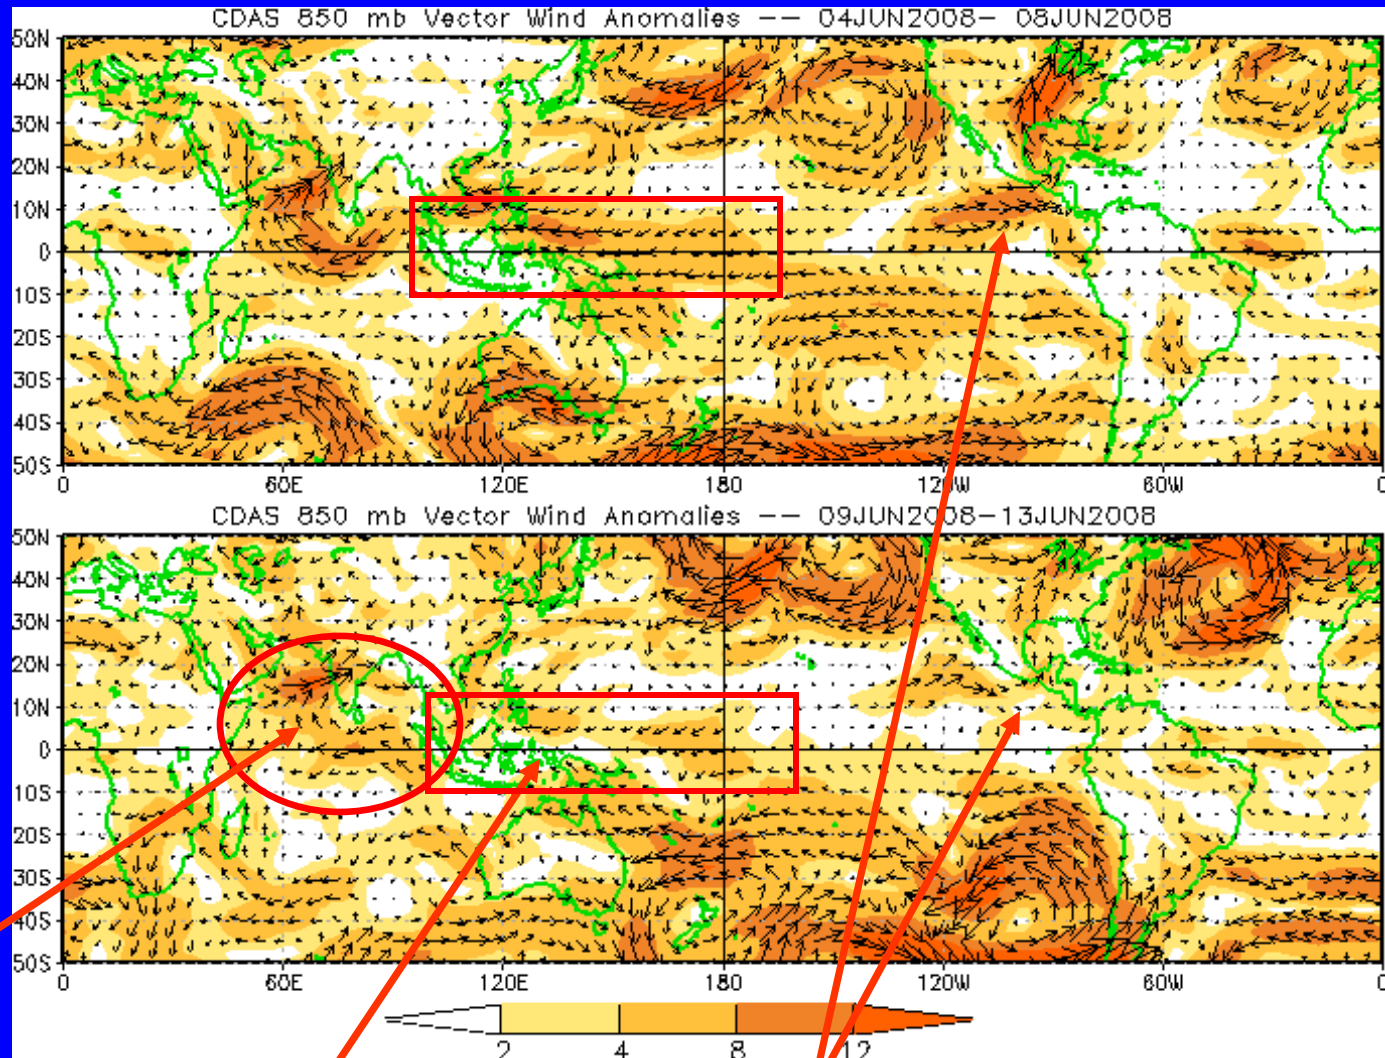 CDAS 850 mb Vector Wind Anomalies -- 04JUN2008- 08JUN2008
50N
40N
30N
20N
10N
0
10S
20S
30S
40S
50S
0 60E 120E 180 120W 60W 0
CDAS 850 mb Vector Wind Anomalies -- 09JUN2008-13JUN2008
50N
40N
30N
20N
10N
0
10S
20S
30S
40S
50S
0 60E 120E 180 120W 60W 0
2 4 8 12